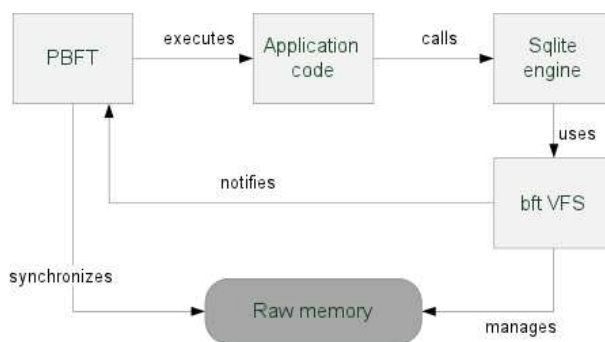 PBFT
executes
Application
code
calls
Sqlite
engine
uses
notifies
bft VFS
synchronizes
Raw memory
manages